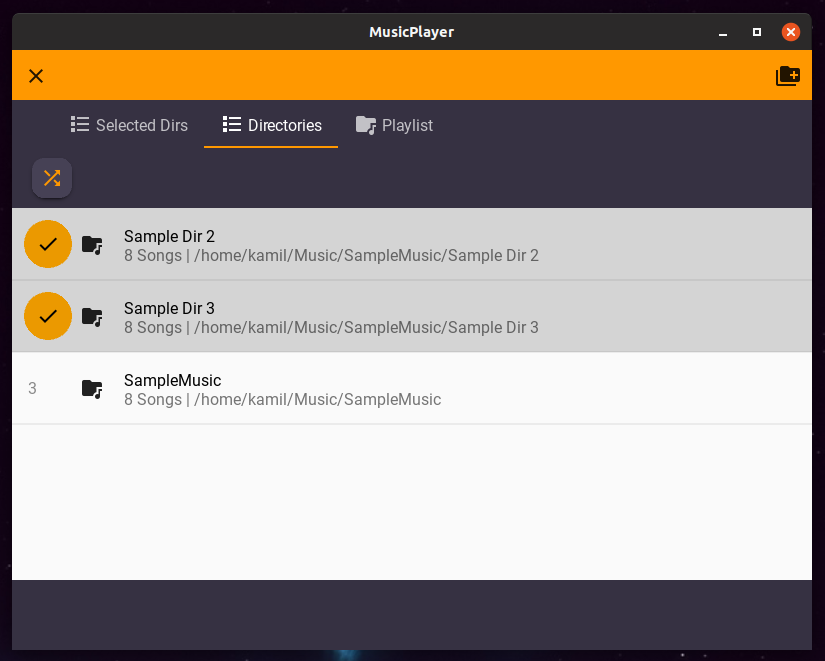 MusicPlayer
Selected Dirs Directories Playlist
Sample Dir 2
8 Songs | /home/kamil/Music/SampleMusic/Sample Dir 2
Sample Dir 3
8 Songs | /home/kamil/Music/SampleMusic/Sample Dir 3
3 SampleMusic
8 Songs | /home/kamil/Music/SampleMusic